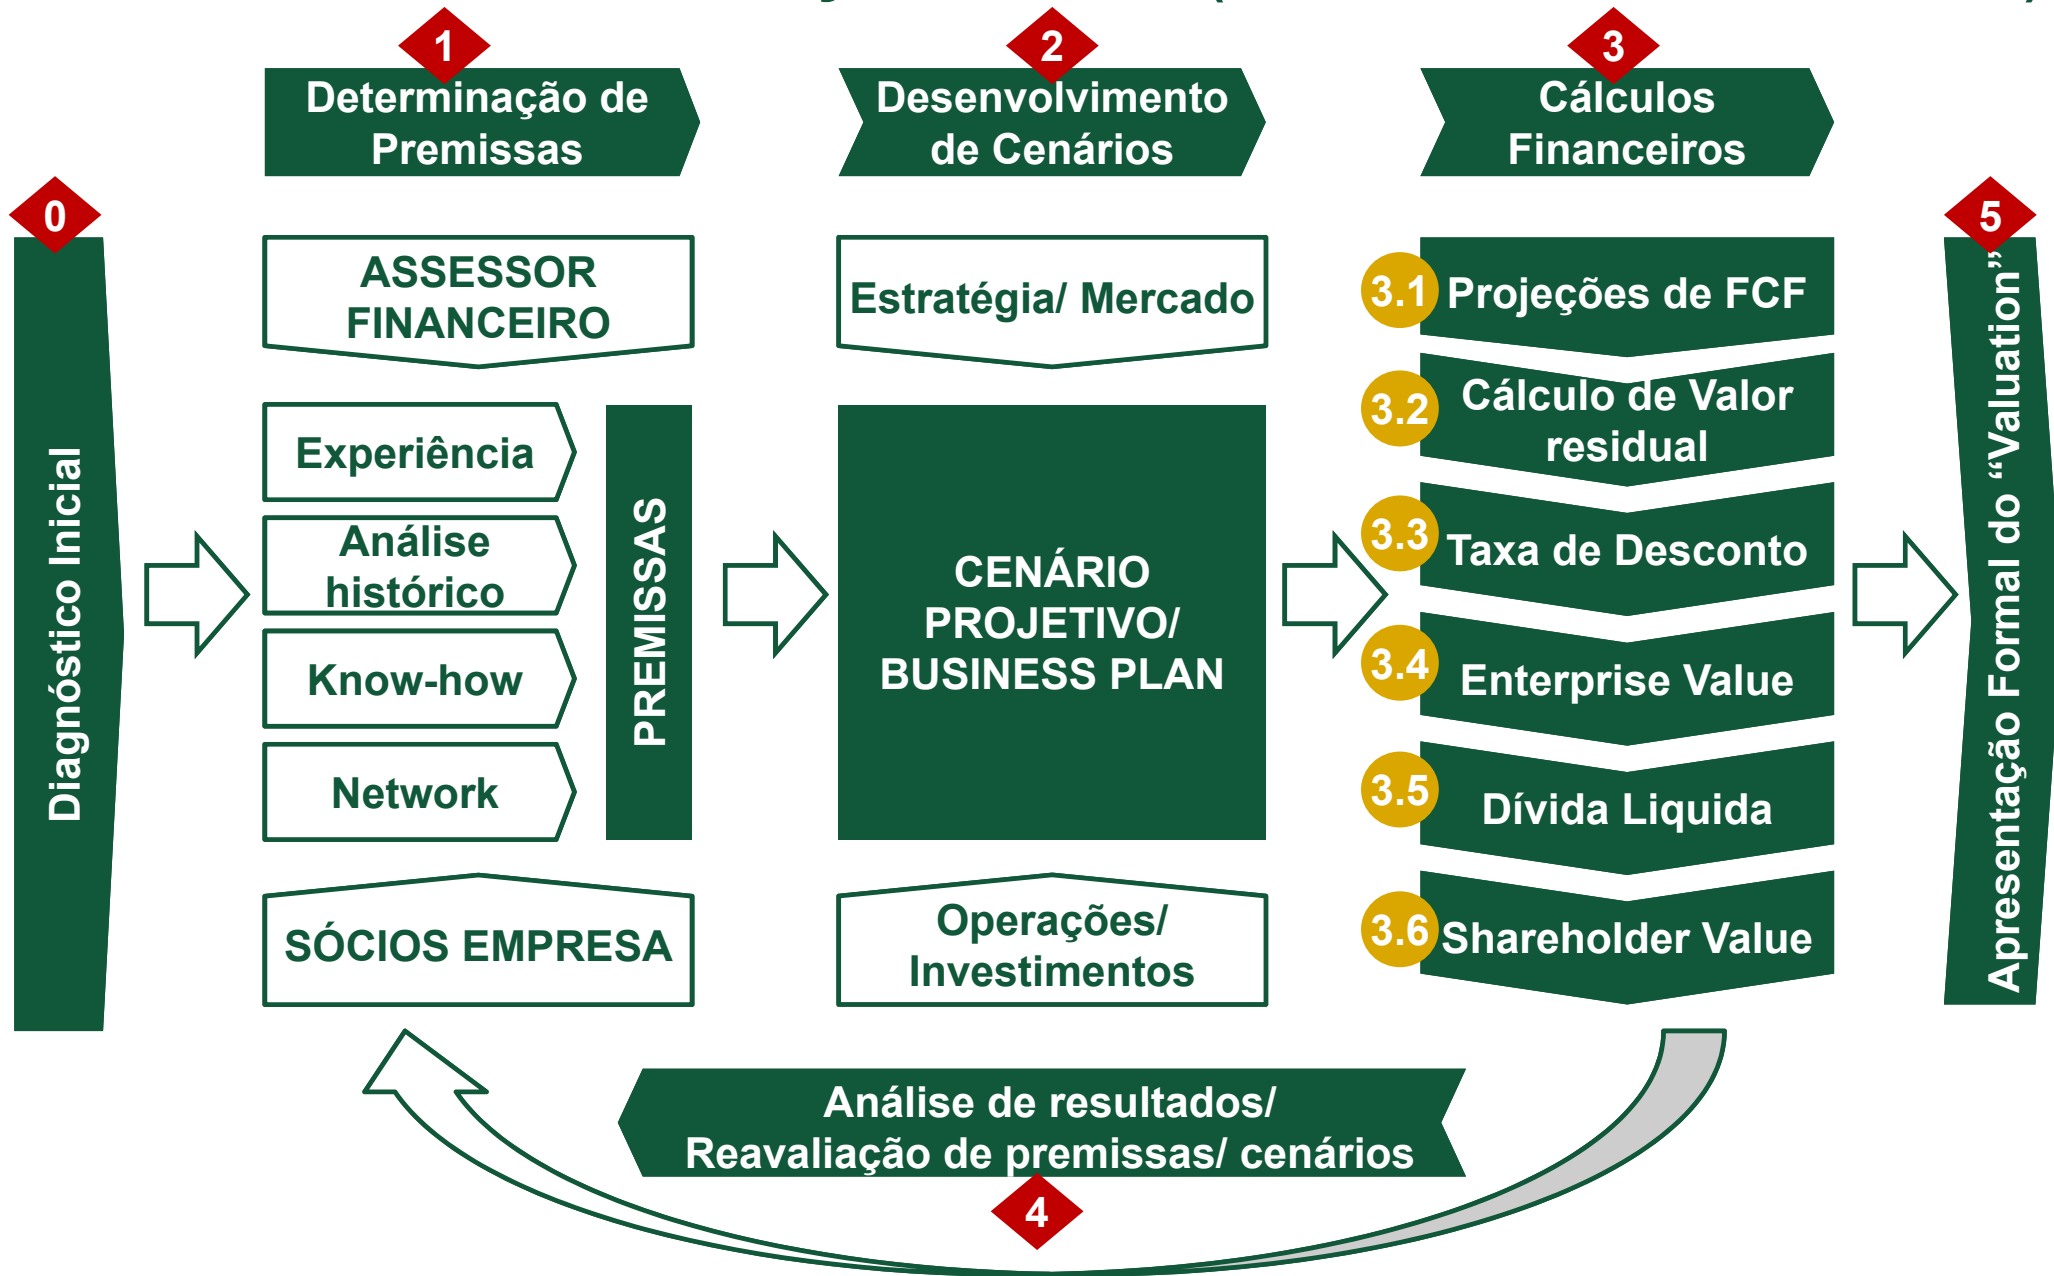 1
Determinação de
Premissas
2
Desenvolvimento
de Cenários
3
Cálculos
Financeiros
0
Diagnóstico Inicial
ASSESSOR
FINANCEIRO
Experiência
Análise
histórico
Know-how
Network
PREMISSAS
SÓCIOS EMPRESA
Estratégia/ Mercado
CENÁRIO
PROJETIVO/
BUSINESS PLAN
Operações/
Investimentos
3.1
Projeções de FCF
3.2
Cálculo de Valor
residual
3.3
Taxa de Desconto
3.4
Enterprise Value
3.5
Dívida Liquida
3.6
Shareholder Value
5
Apresentação Formal do “Valuation”
Análise de resultados/
Reavaliação de premissas/ cenários
4